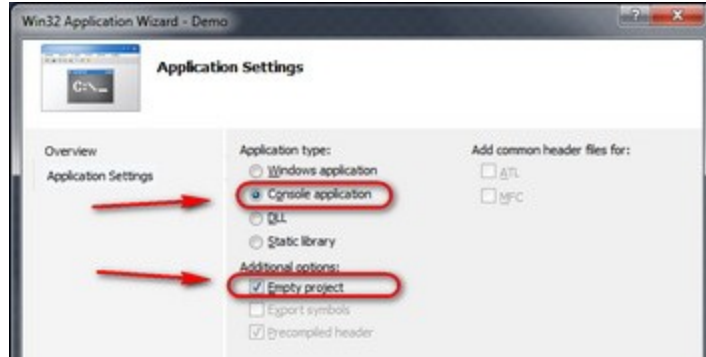 Win32 Application Wizard - Demo
C:\_
Application Settings
Overview
Application Settings
Application type:
Windows application
Console application
DLL
Static library
Additional options:
Empty project
Export symbols
Precompiled header
Add common header files for:
ATL
MFC